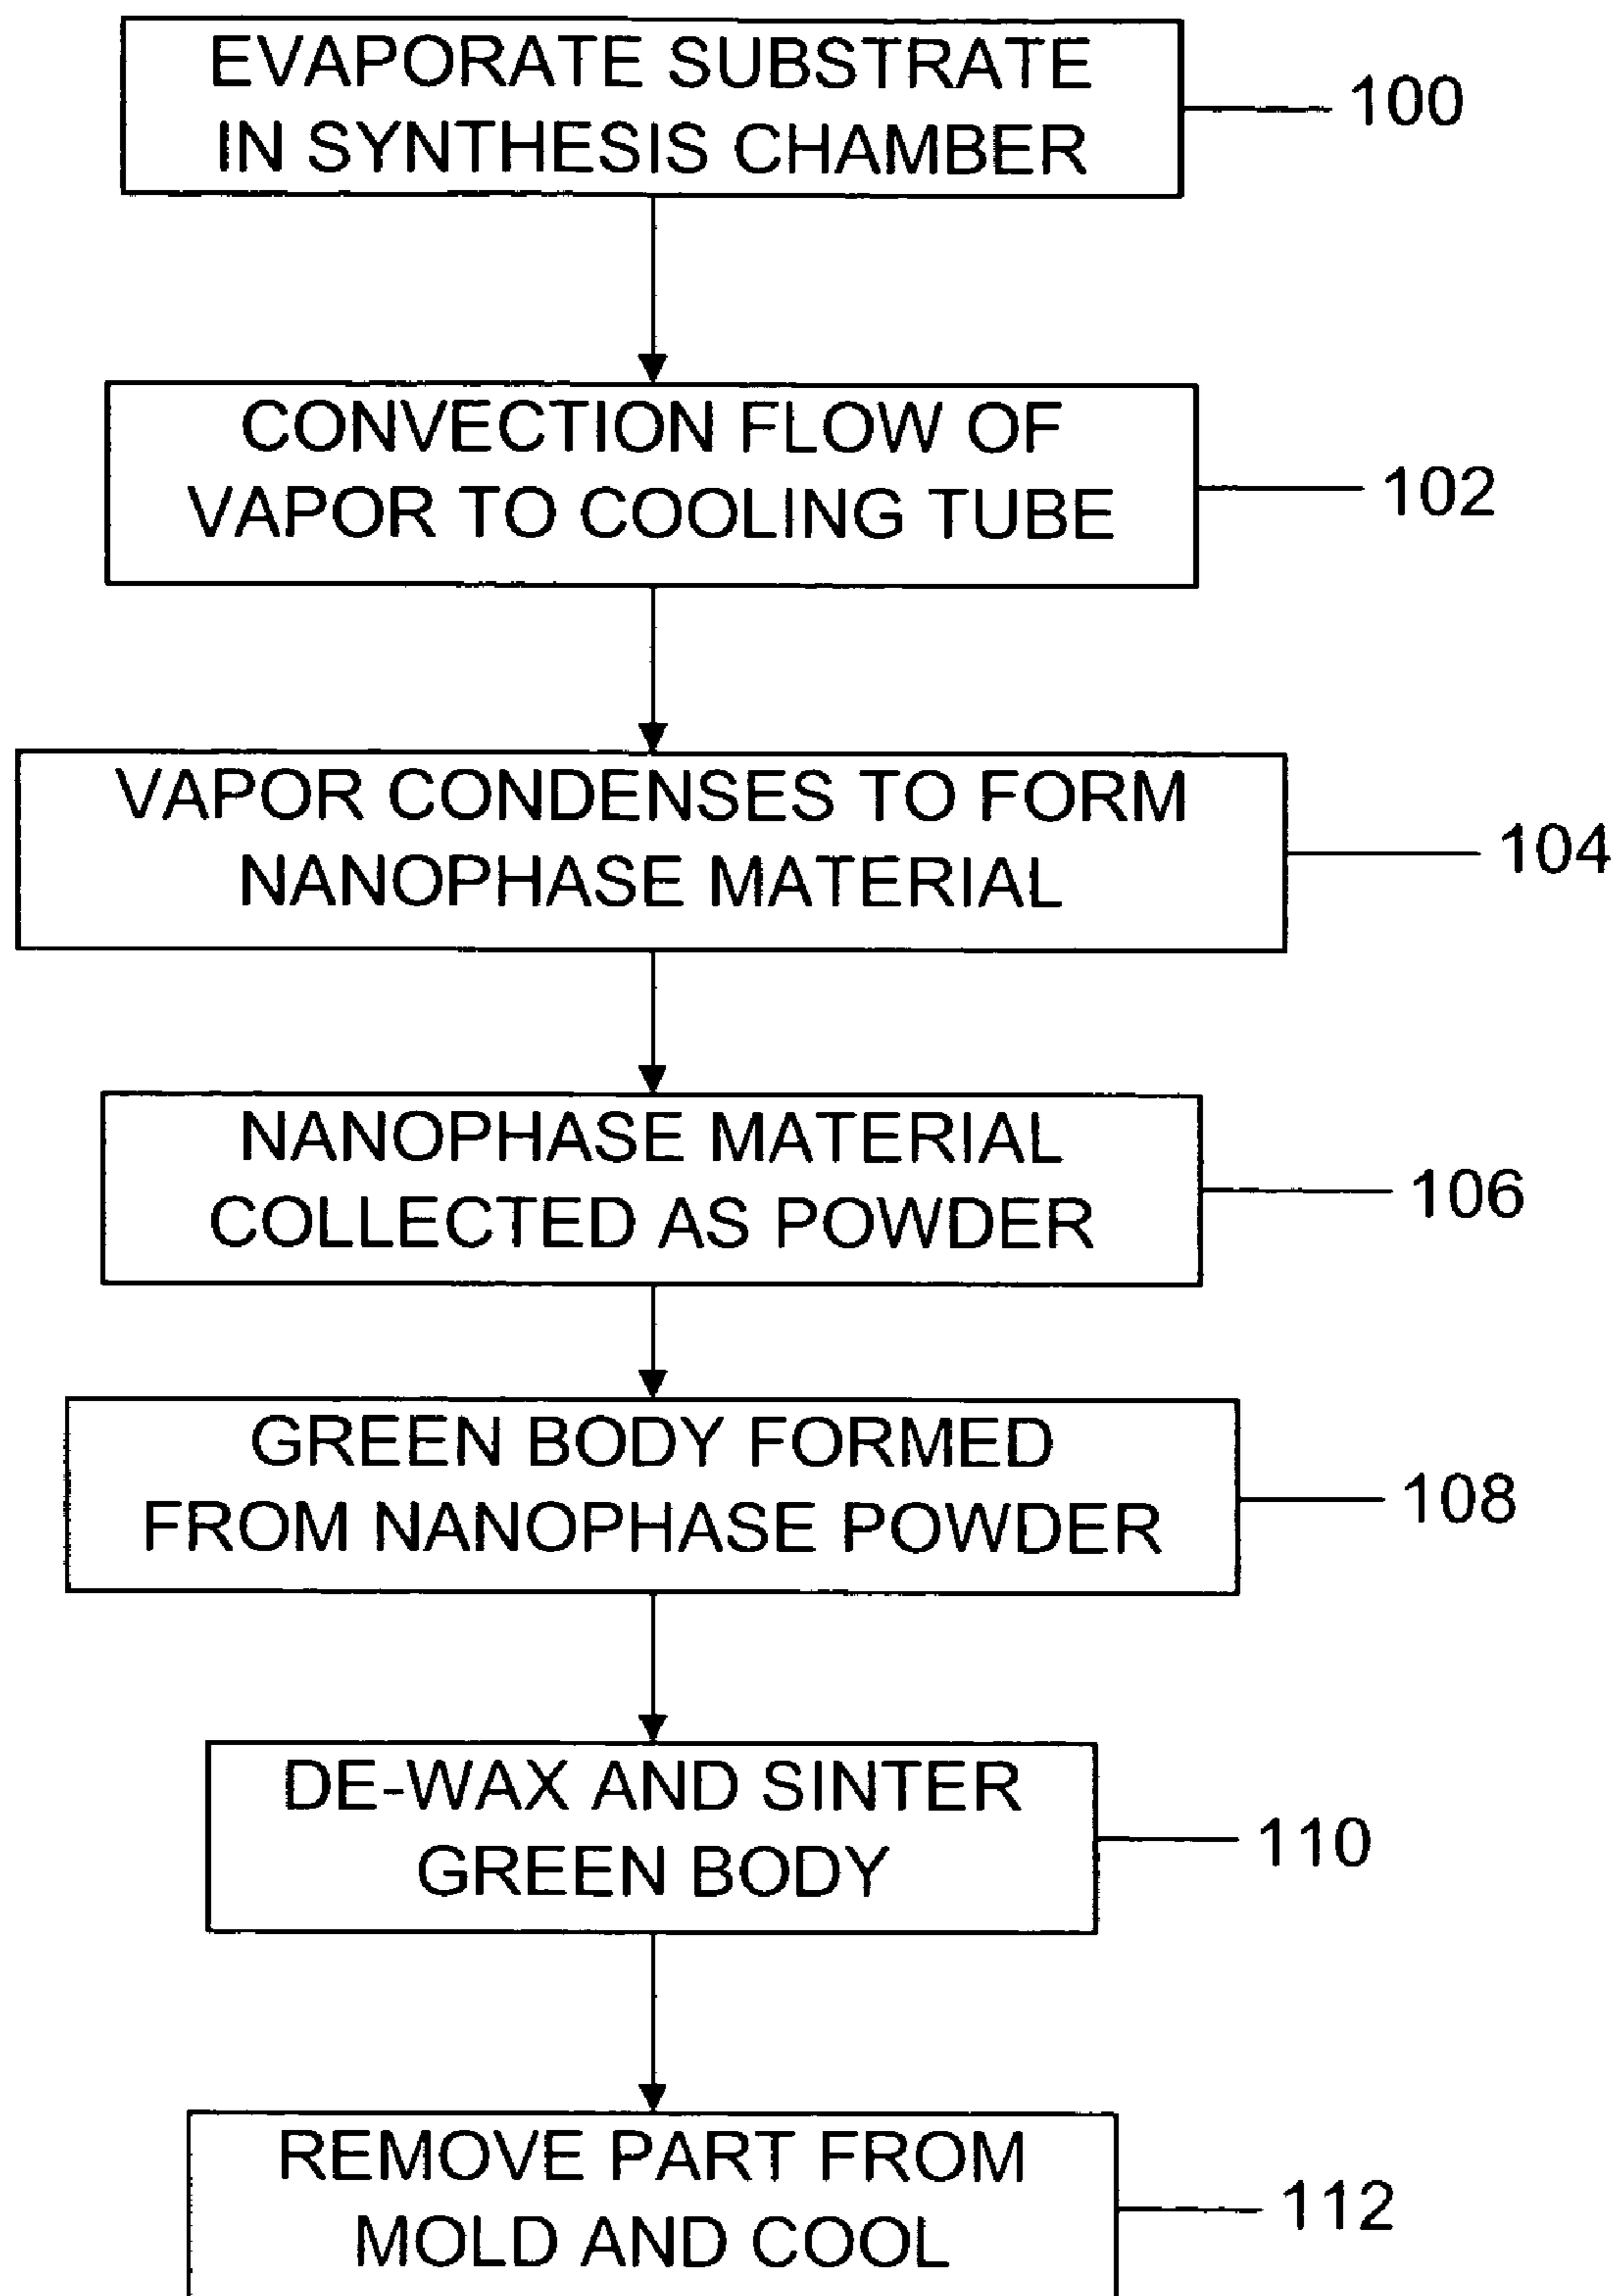 EVAPORATE SUBSTRATE
IN SYNTHESIS CHAMBER
100
CONVECTION FLOW OF
VAPOR TO COOLING TUBE
102
VAPOR CONDENSES TO FORM
NANOPHASE MATERIAL
104
NANOPHASE MATERIAL
COLLECTED AS POWDER
106
GREEN BODY FORMED
FROM NANOPHASE POWDER
108
DE-WAX AND SINTER
GREEN BODY
110
REMOVE PART FROM
MOLD AND COOL
112